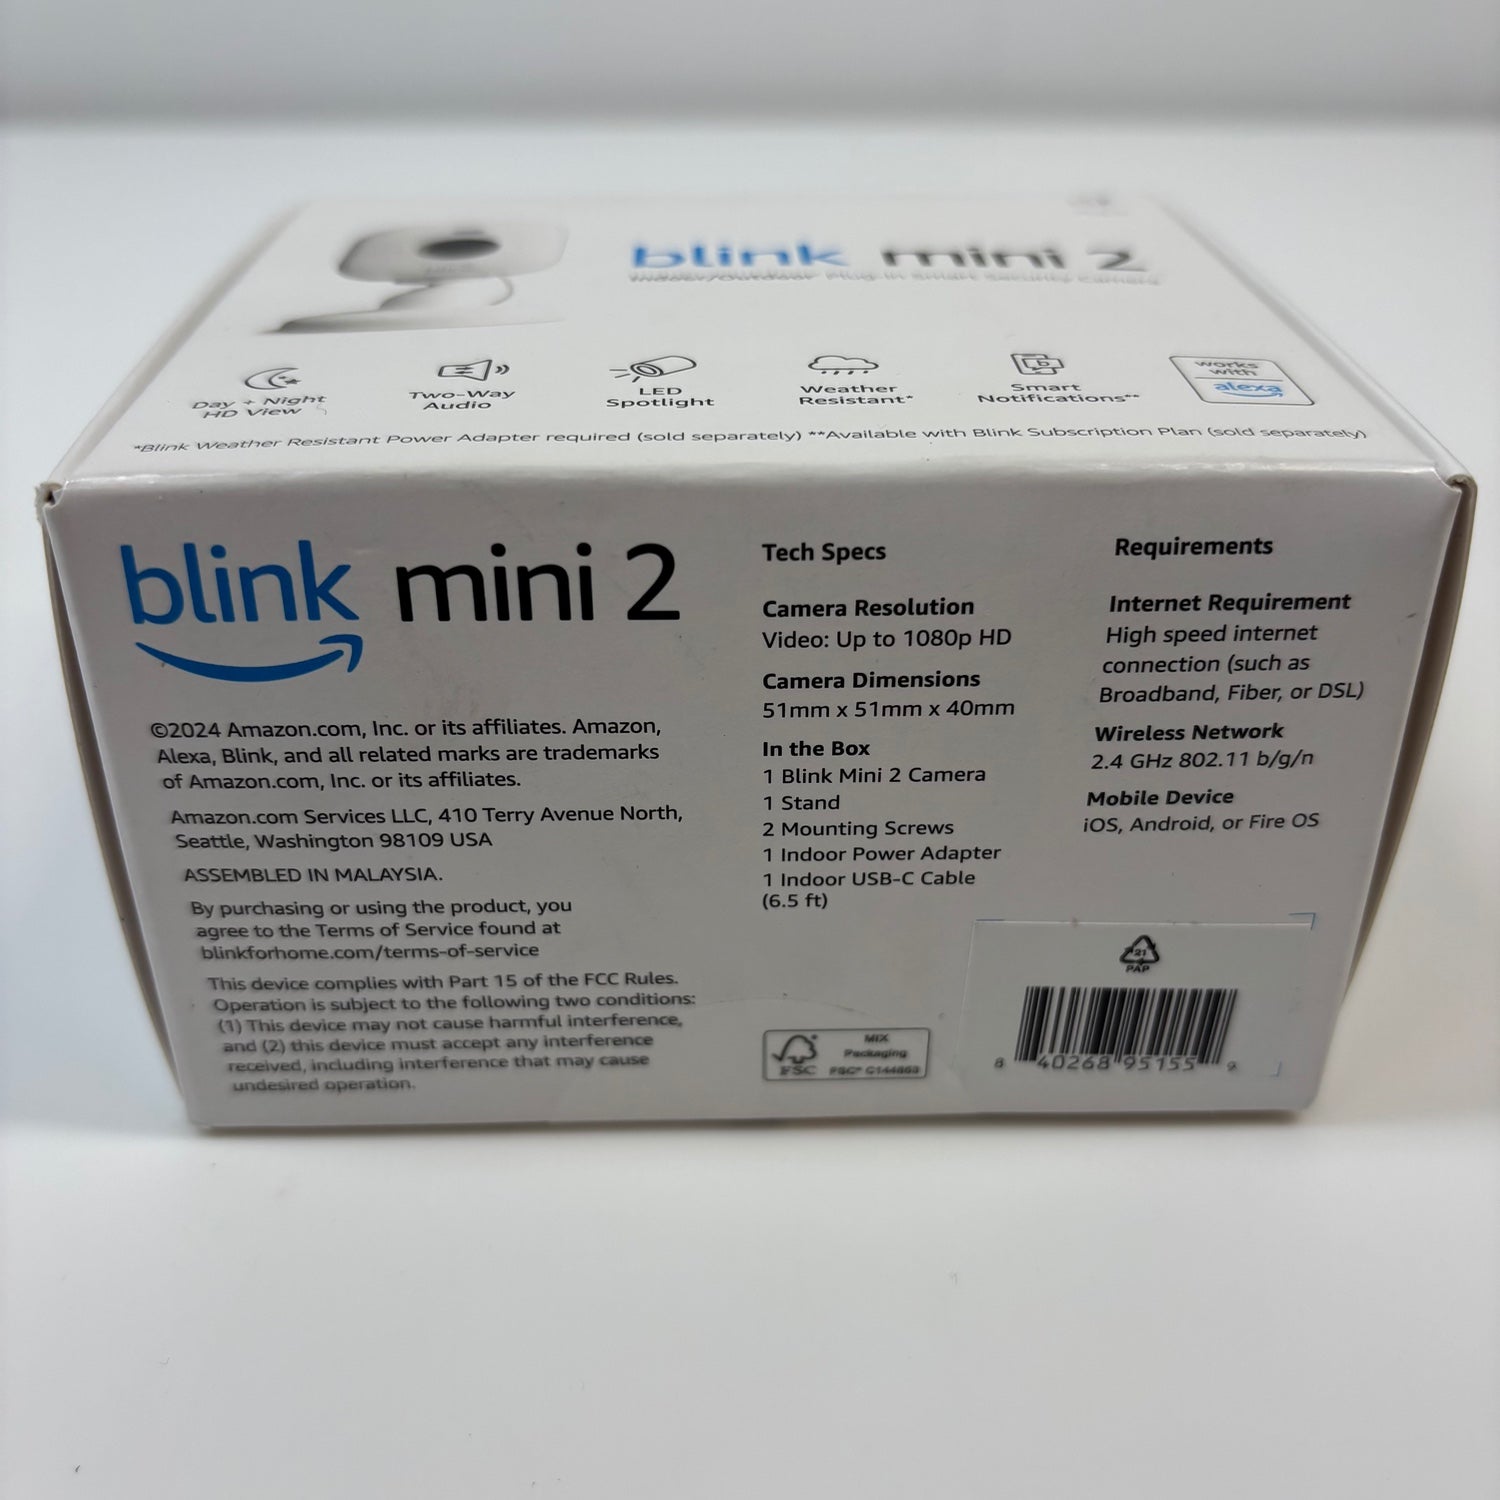 blink mini 2
Indoor/Outdoor Plug-In Smart Security Camera
Day + Night
HD View
Two-Way
Audio
LED
Spotlight
Weather
Resistant*
Smart
Notifications**
works
with
alexa
*Blink Weather Resistant Power Adapter required (sold separately) **Available with Blink Subscription Plan (sold separately)
blink mini 2
©2024 Amazon.com, Inc. or its affiliates. Amazon,
Alexa, Blink, and all related marks are trademarks
of Amazon.com, Inc. or its affiliates.
Amazon.com Services LLC, 410 Terry Avenue North,
Seattle, Washington 98109 USA
ASSEMBLED IN MALAYSIA.
By purchasing or using the product, you
agree to the Terms of Service found at
blinkforhome.com/terms-of-service
This device complies with Part 15 of the FCC Rules.
Operation is subject to the following two conditions:
(1) This device may not cause harmful interference,
and (2) this device must accept any interference
received, including interference that may cause
undesired operation.
Tech Specs
Camera Resolution
Video: Up to 1080p HD
Camera Dimensions
51mm x 51mm x 40mm
In the Box
1 Blink Mini 2 Camera
1 Stand
2 Mounting Screws
1 Indoor Power Adapter
1 Indoor USB-C Cable
(6.5 ft)
FSC
MIX
Packaging
FSC® C144853
Requirements
Internet Requirement
High speed internet
connection (such as
Broadband, Fiber, or DSL)
Wireless Network
2.4 GHz 802.11 b/g/n
Mobile Device
iOS, Android, or Fire OS
21
PAP
8 40268 95155 9